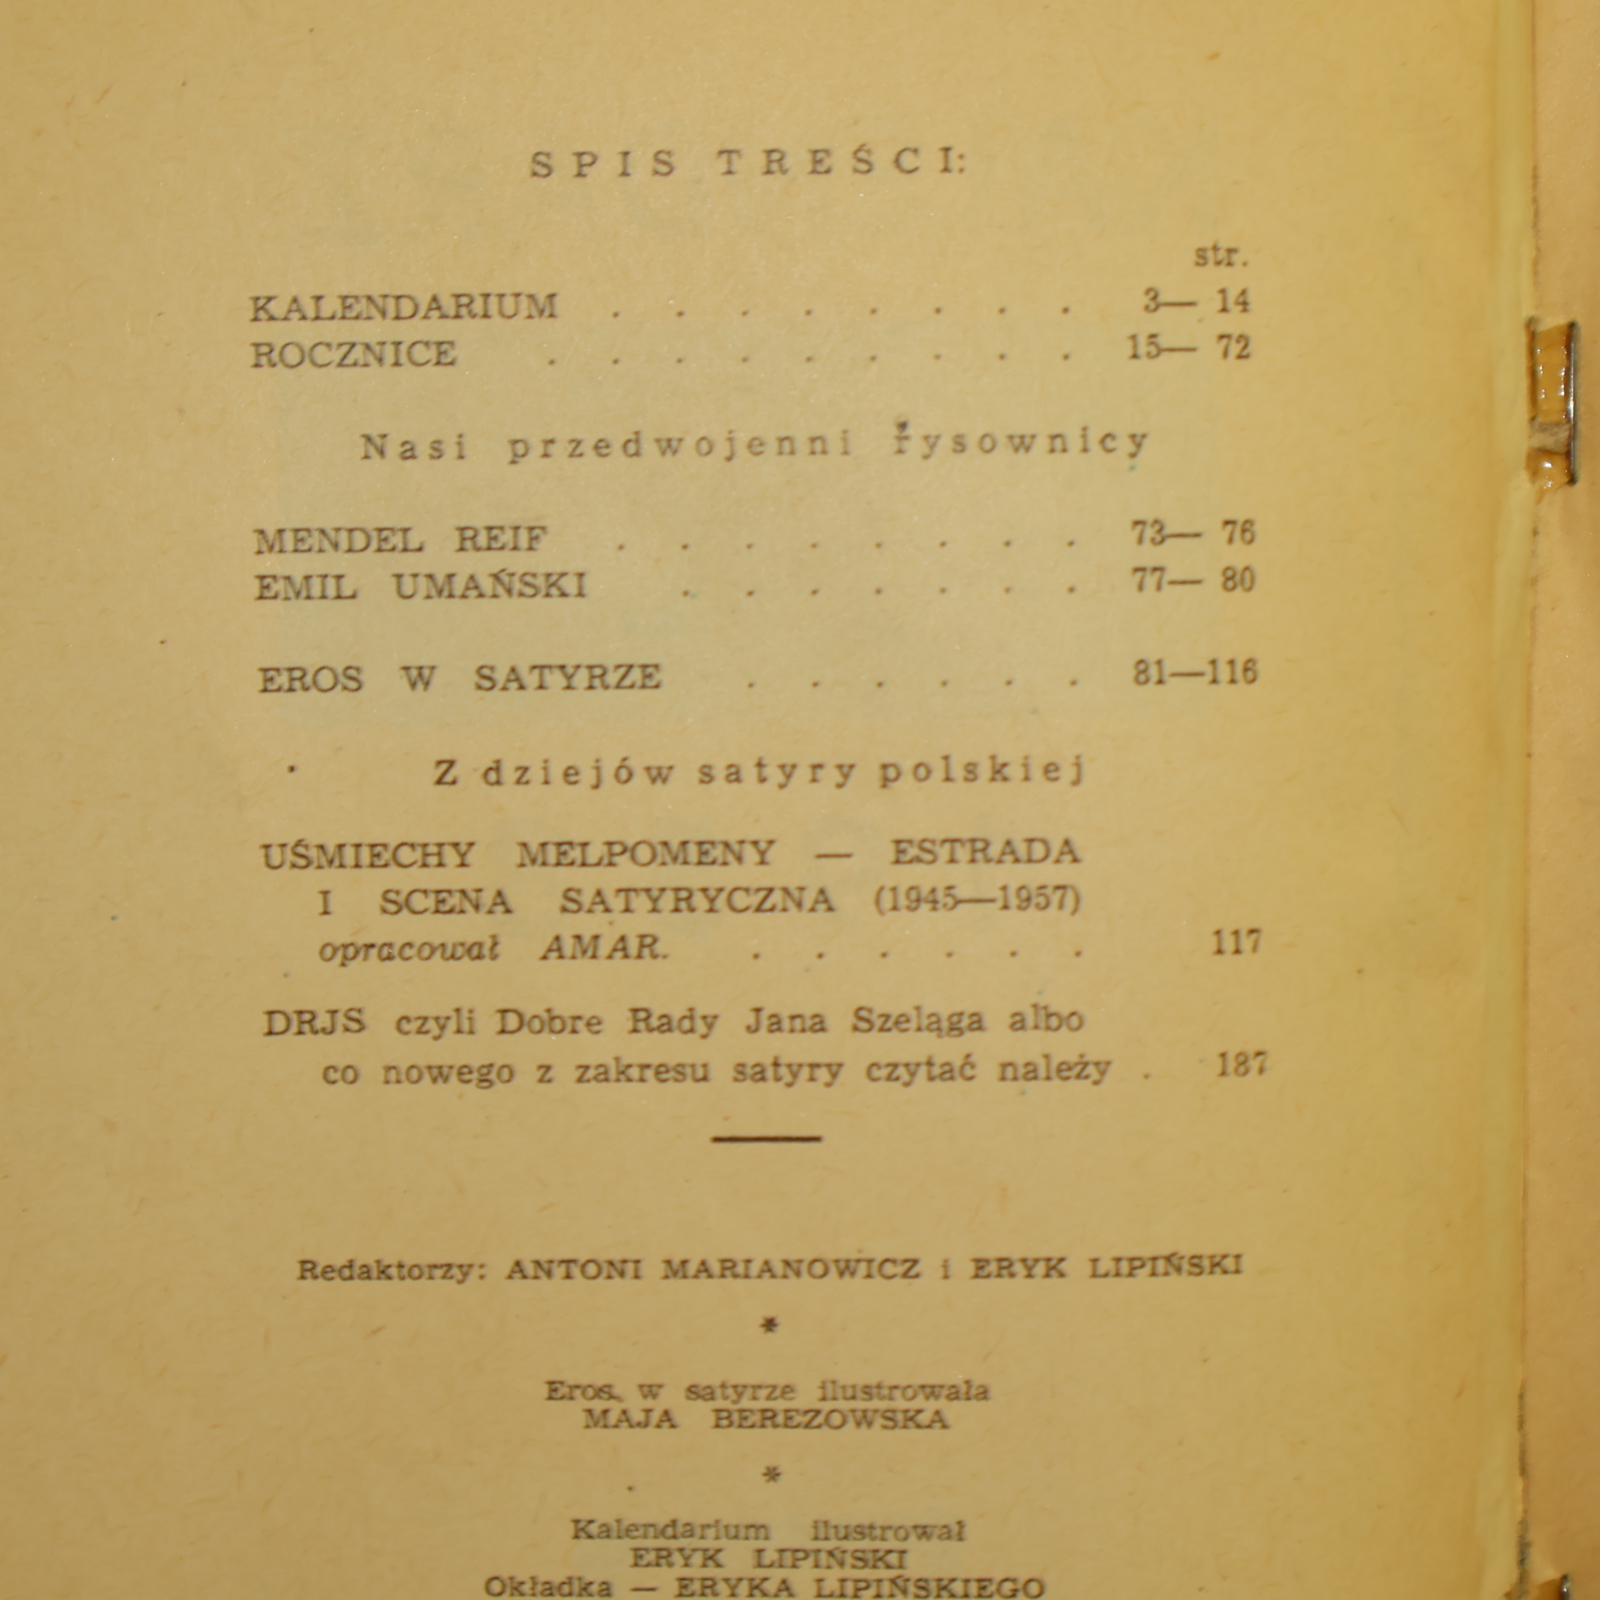 SPIS TREŚCI:
str.
KALENDARIUM . . . . . . . . 3— 14
ROCZNICE . . . . . . . . . 15— 72
Nasi przedwojenni rysownicy
MENDEL REIF . . . . . . . . 73— 76
EMIL UMAŃSKI . . . . . . . 77— 80
EROS W SATYRZE . . . . . . 81—116
Z dziejów satyry polskiej
UŚMIECHY MELPOMENY — ESTRADA
I SCENA SATYRYCZNA (1945—1957)
opracował AMAR. . . . . . . 117
DRJS czyli Dobre Rady Jana Szeląga albo
co nowego z zakresu satyry czytać należy . 187
Redaktorzy: ANTONI MARIANOWICZ i ERYK LIPIŃSKI
*
Eros w satyrze ilustrowała
MAJA BEREZOWSKA
*
Kalendarium ilustrował
ERYK LIPIŃSKI
Okładka — ERYKA LIPIŃSKIEGO